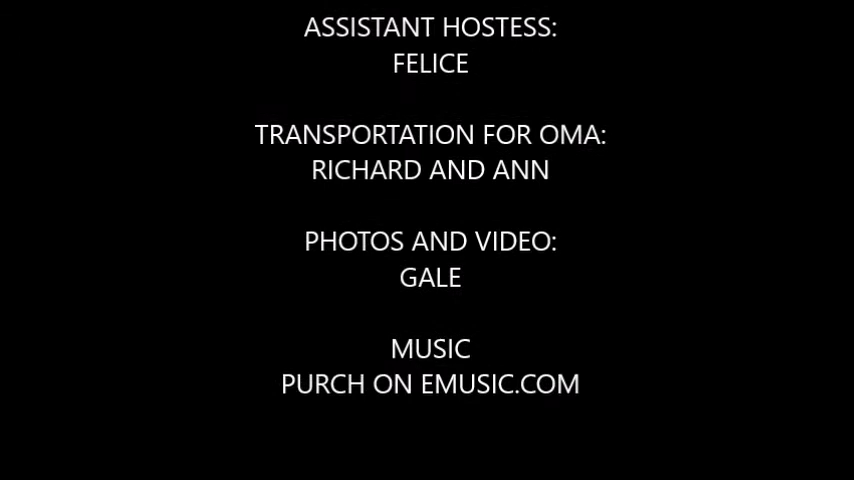 ASSISTANT HOSTESS:
FELICE
TRANSPORTATION FOR OMA:
RICHARD AND ANN
PHOTOS AND VIDEO:
GALE
MUSIC
PURCH ON EMUSIC.COM